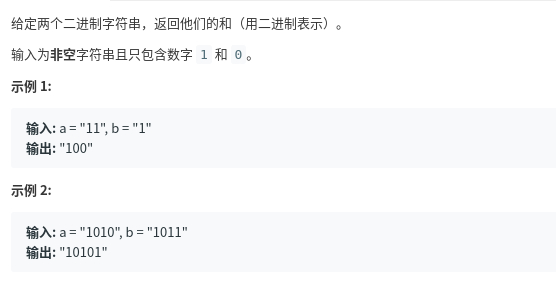 给定两个二进制字符串，返回他们的和（用二进制表示）。
输入为非空字符串且只包含数字 1 和 0。
示例 1:
输入: a = "11", b = "1"
输出: "100"
示例 2:
输入: a = "1010", b = "1011"
输出: "10101"